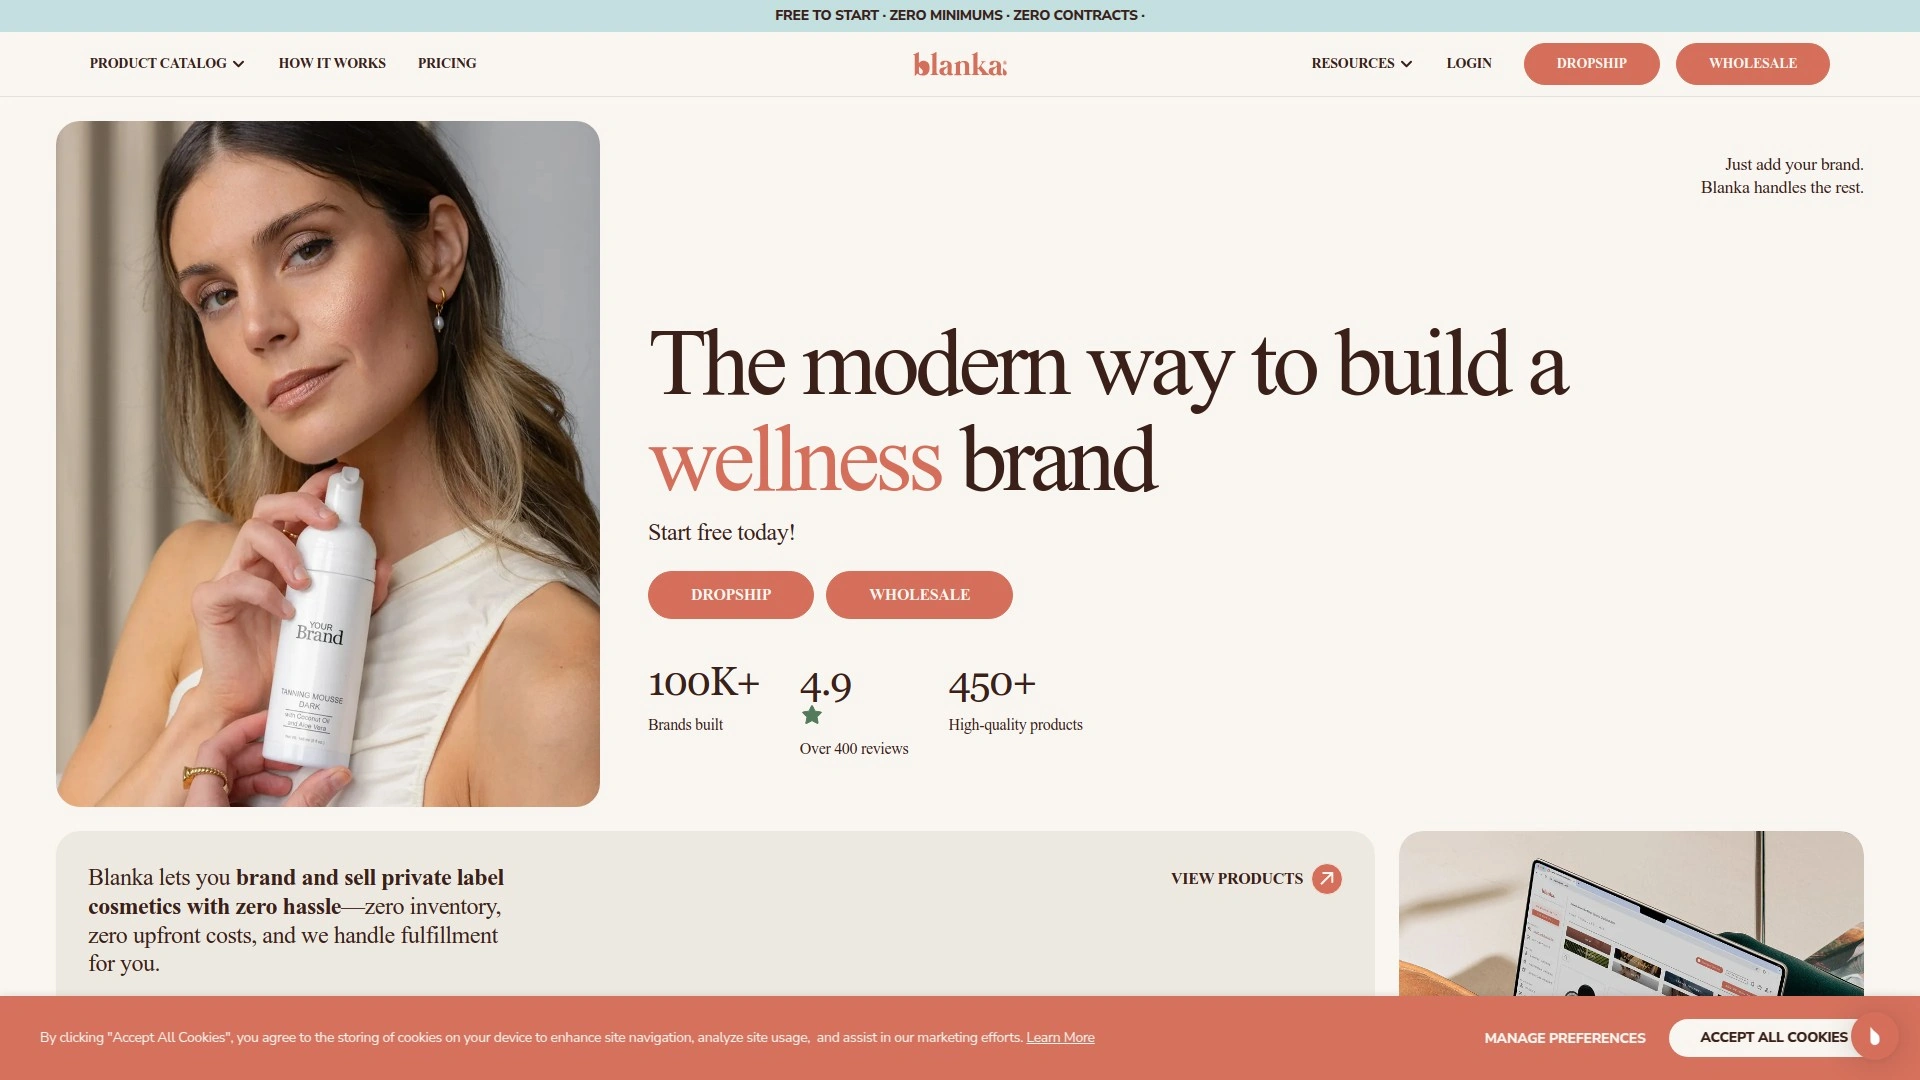 FREE TO START · ZERO MINIMUMS · ZERO CONTRACTS ·
PRODUCT CATALOG
HOW IT WORKS
PRICING
blanka:
RESOURCES
LOGIN
DROPSHIP
WHOLESALE
Just add your brand.
Blanka handles the rest.
The modern way to build a
wellness brand
Start free today!
DROPSHIP
WHOLESALE
100K+
Brands built
4.9
Over 400 reviews
450+
High-quality products
YOUR
Brand
TANNING MOUSSE
DARK
with Coconut Oil
and Aloe Vera
Blanka lets you brand and sell private label
cosmetics with zero hassle—zero inventory,
zero upfront costs, and we handle fulfillment
for you.
VIEW PRODUCTS
By clicking "Accept All Cookies", you agree to the storing of cookies on your device to enhance site navigation, analyze site usage,  and assist in our marketing efforts. Learn More
MANAGE PREFERENCES
ACCEPT ALL COOKIES